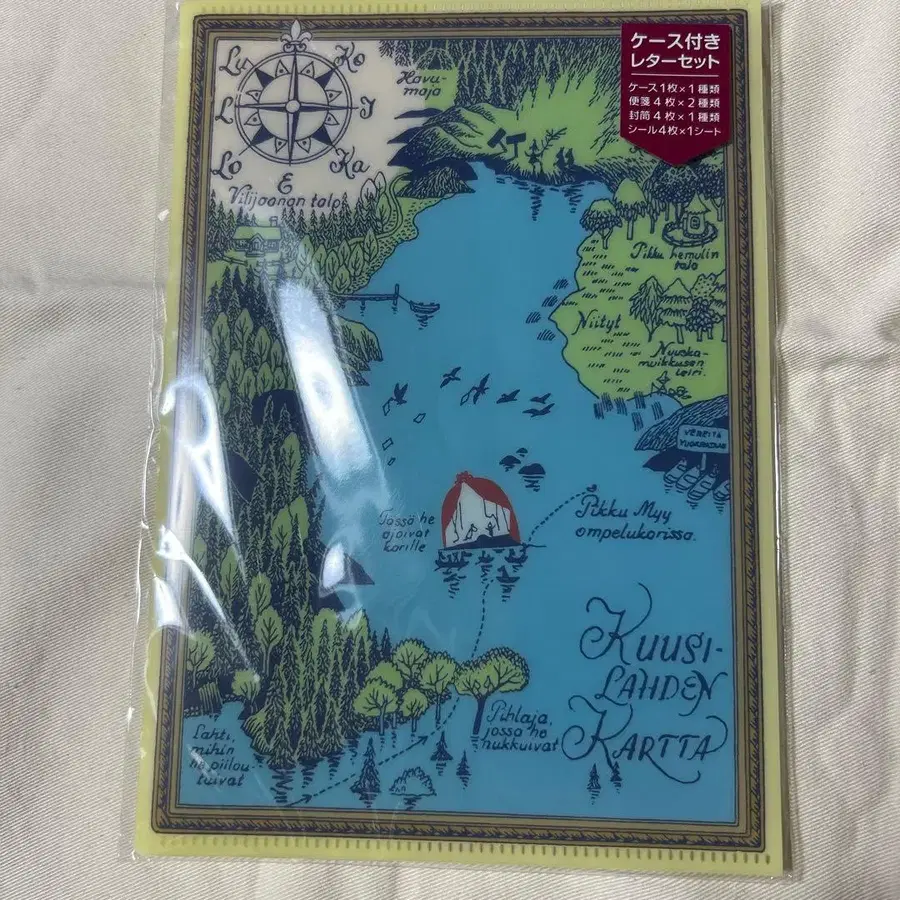 ケース付き
レターセット
ケース1枚×1種類
便箋4枚×2種類
封筒4枚×1種類
シール4枚×1シート
Lu
Ko
L
I
Lo
Ka
E
Havu-
maja
Vilijoonan talo
Pikku hemulin
talo
Niityt
Nuuska-
muikkusen
leiri.
VEREITÄ
Tässä he
ajoivat
karille
Pikku Myy
ompelukorissa.
KUUSI-
LAHDEN
KARTTA
Pihlaja,
jossa he
nukkuivat
Lahti,
mihin
he piilou
tuivat